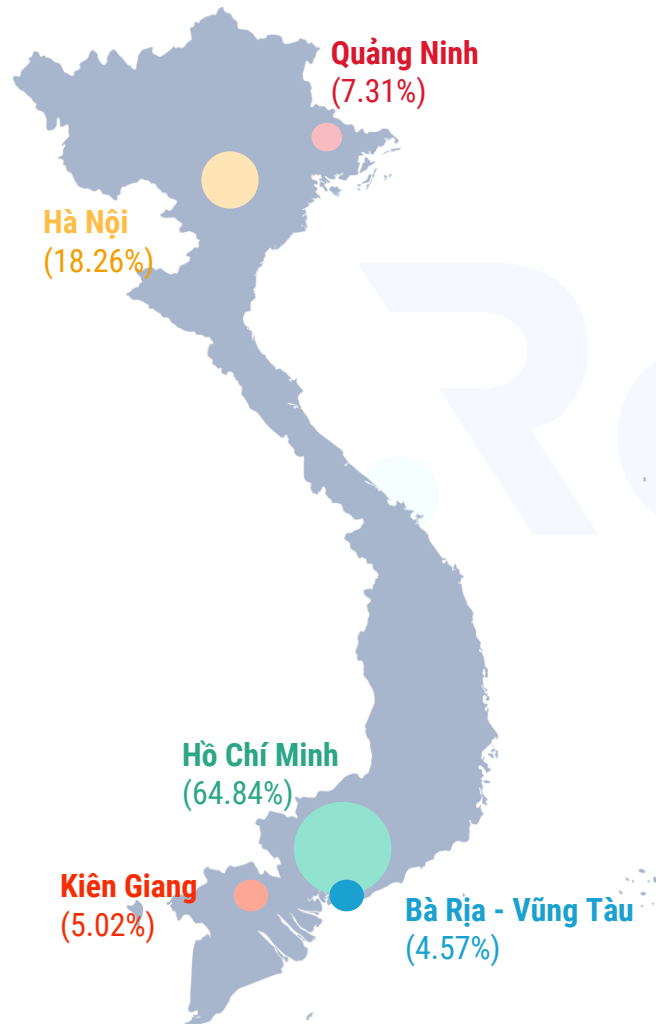 Quảng Ninh
(7.31%)
Hà Nội
(18.26%)
Hồ Chí Minh
(64.84%)
Kiên Giang
(5.02%)
Bà Rịa - Vũng Tàu
(4.57%)